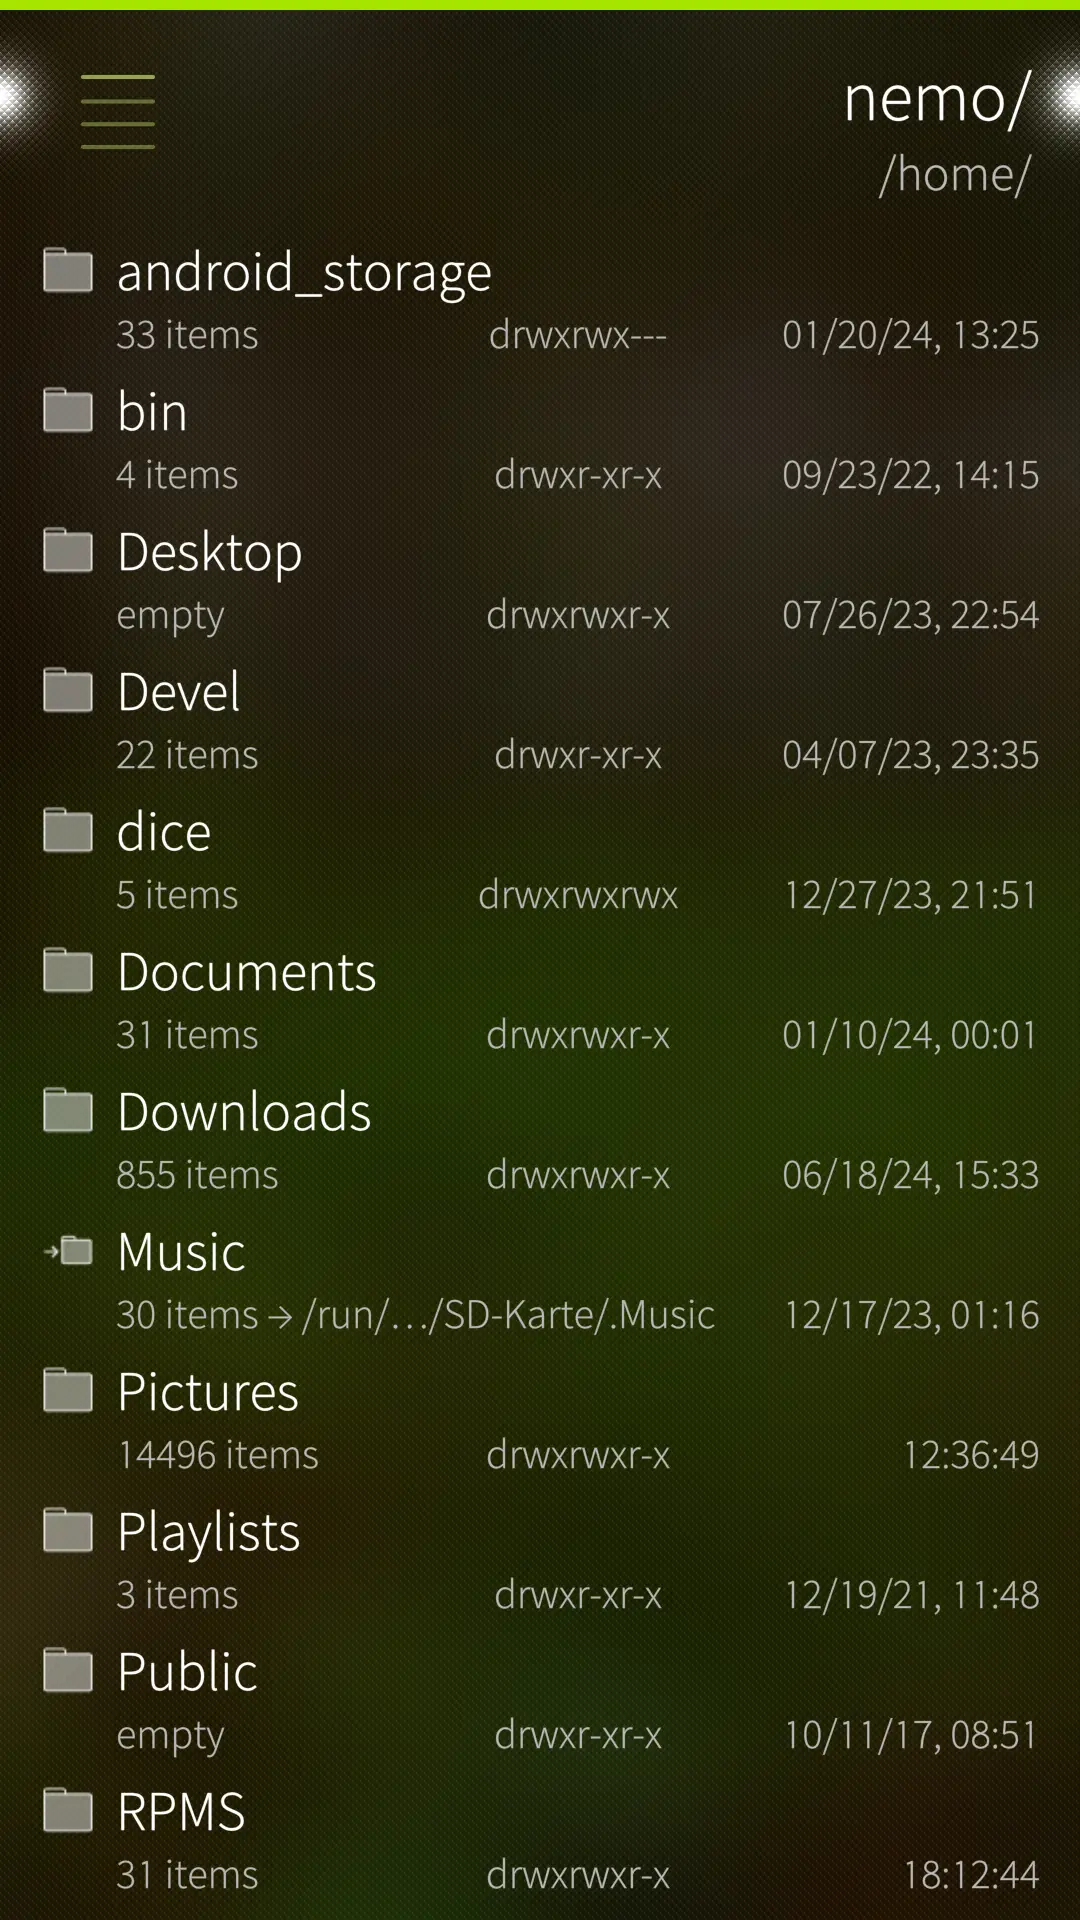 nemo/
/home/
android_storage
33 items drwxrwx--- 01/20/24, 13:25
bin
4 items drwxr-xr-x 09/23/22, 14:15
Desktop
empty drwxrwxr-x 07/26/23, 22:54
Devel
22 items drwxr-xr-x 04/07/23, 23:35
dice
5 items drwxrwxrwx 12/27/23, 21:51
Documents
31 items drwxrwxr-x 01/10/24, 00:01
Downloads
855 items drwxrwxr-x 06/18/24, 15:33
Music
30 items → /run/…/SD-Karte/.Music 12/17/23, 01:16
Pictures
14496 items drwxrwxr-x 12:36:49
Playlists
3 items drwxr-xr-x 12/19/21, 11:48
Public
empty drwxr-xr-x 10/11/17, 08:51
RPMS
31 items drwxrwxr-x 18:12:44